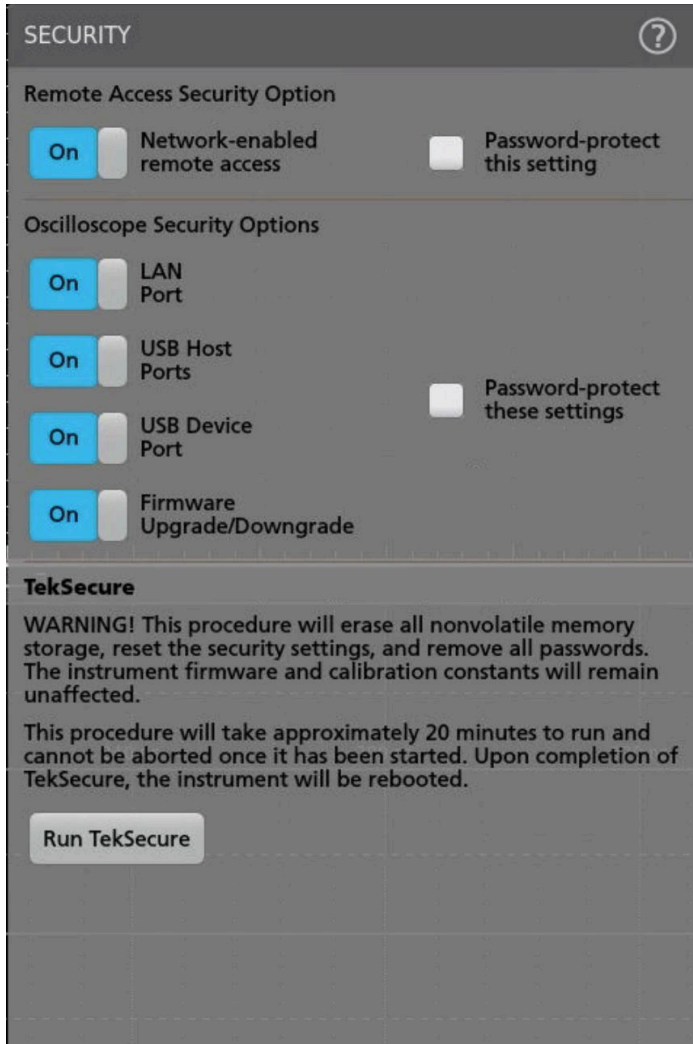 SECURITY ?
Remote Access Security Option
On
Network-enabled
remote access
Password-protect
this setting
Oscilloscope Security Options
On
LAN
Port
On
USB Host
Ports
Password-protect
these settings
On
USB Device
Port
On
Firmware
Upgrade/Downgrade
TekSecure
WARNING! This procedure will erase all nonvolatile memory
storage, reset the security settings, and remove all passwords.
The instrument firmware and calibration constants will remain
unaffected.
This procedure will take approximately 20 minutes to run and
cannot be aborted once it has been started. Upon completion of
TekSecure, the instrument will be rebooted.
Run TekSecure